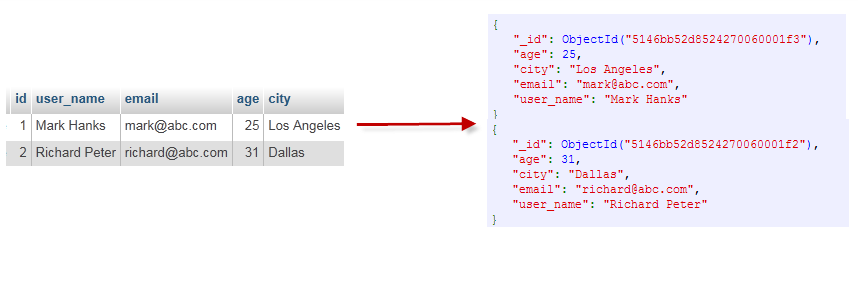 id user_name email age city
1 Mark Hanks mark@abc.com 25 Los Angeles
2 Richard Peter richard@abc.com 31 Dallas
{
"_id": ObjectId("5146bb52d8524270060001f3"),
"age": 25,
"city": "Los Angeles",
"email": "mark@abc.com",
"user_name": "Mark Hanks"
}
{
"_id": ObjectId("5146bb52d8524270060001f2"),
"age": 31,
"city": "Dallas",
"email": "richard@abc.com",
"user_name": "Richard Peter"
}